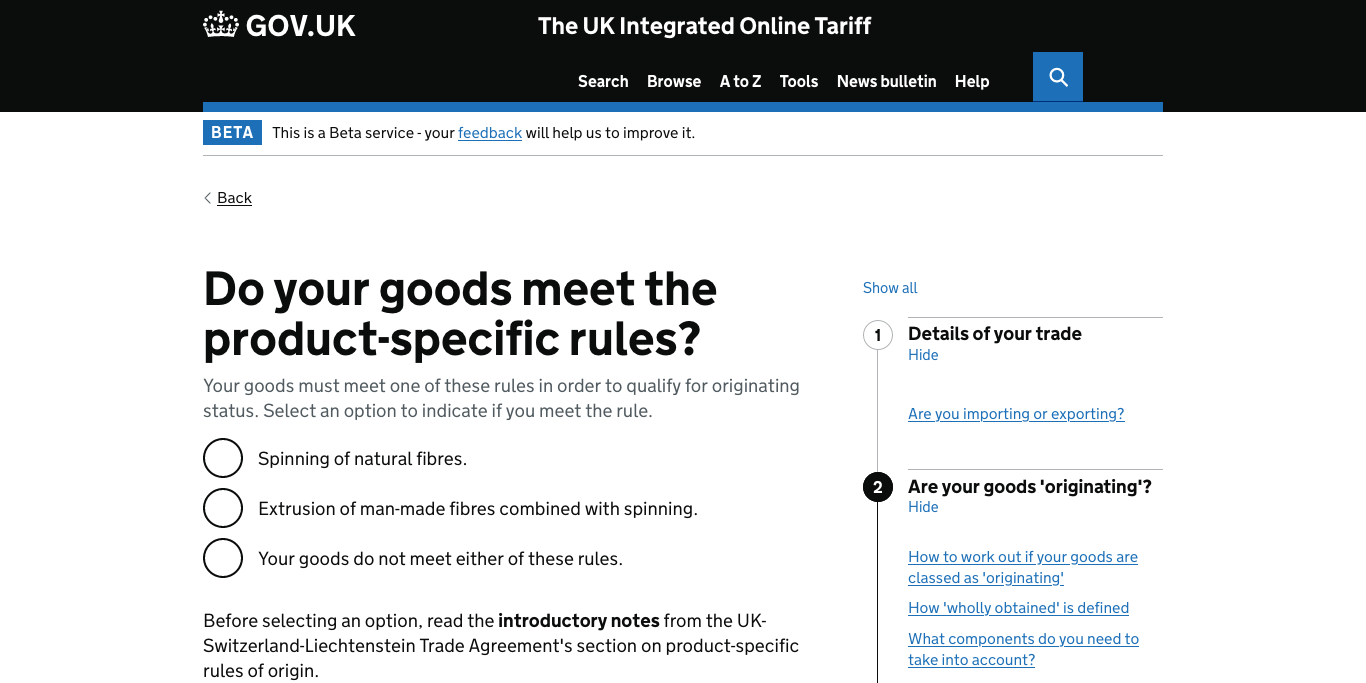 GOV.UK
The UK Integrated Online Tariff
Search Browse A to Z Tools News bulletin Help
BETA This is a Beta service - your feedback will help us to improve it.
Back
Do your goods meet the
product-specific rules?
Your goods must meet one of these rules in order to qualify for originating
status. Select an option to indicate if you meet the rule.
Spinning of natural fibres.
Extrusion of man-made fibres combined with spinning.
Your goods do not meet either of these rules.
Before selecting an option, read the introductory notes from the UK-
Switzerland-Liechtenstein Trade Agreement's section on product-specific
rules of origin.
Show all
1 Details of your trade
Hide
Are you importing or exporting?
2 Are your goods 'originating'?
Hide
How to work out if your goods are
classed as 'originating'
How 'wholly obtained' is defined
What components do you need to
take into account?